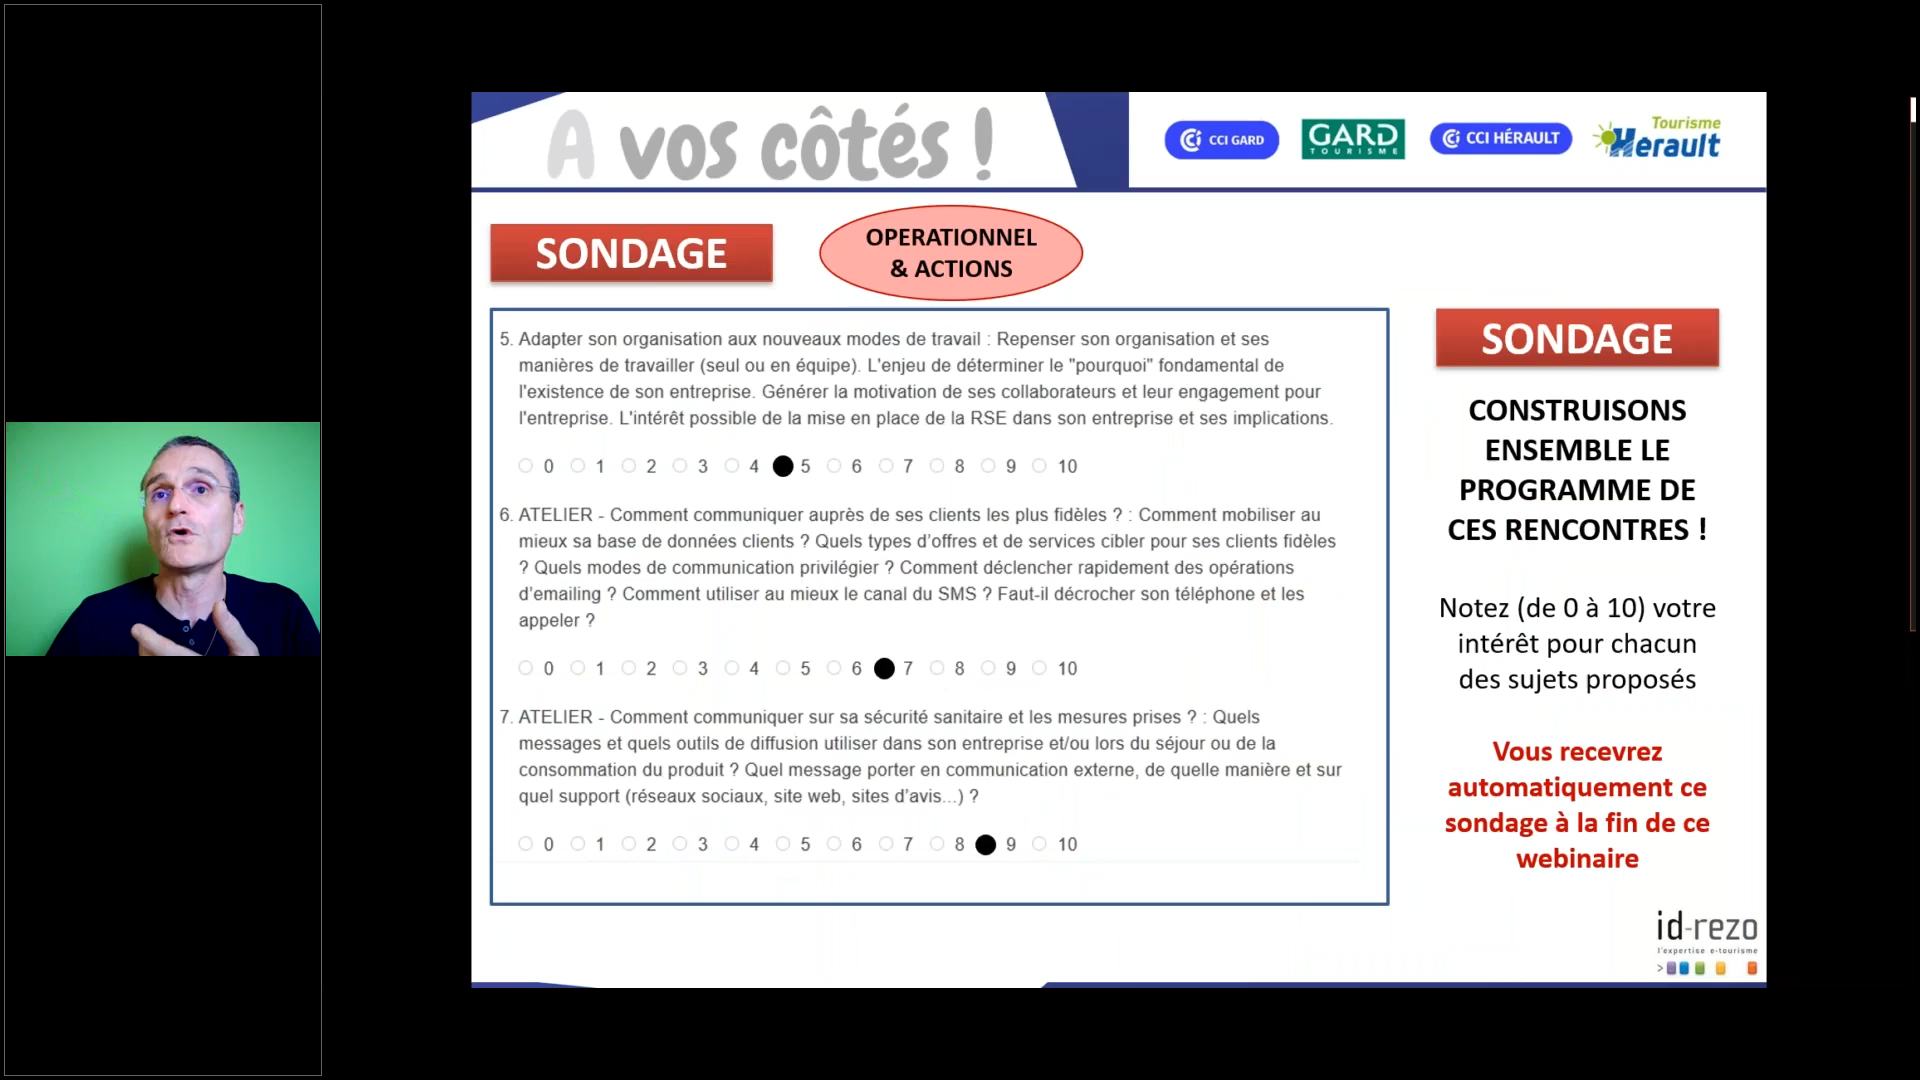 A vos côtés !
CCI GARD
GARD
TOURISME
CCI HÉRAULT
Tourisme
Hérault
SONDAGE
OPERATIONNEL
& ACTIONS
5. Adapter son organisation aux nouveaux modes de travail : Repenser son organisation et ses
manières de travailler (seul ou en équipe). L'enjeu de déterminer le "pourquoi" fondamental de
l'existence de son entreprise. Générer la motivation de ses collaborateurs et leur engagement pour
l'entreprise. L'intérêt possible de la mise en place de la RSE dans son entreprise et ses implications.
0 1 2 3 4 5 6 7 8 9 10
6. ATELIER - Comment communiquer auprès de ses clients les plus fidèles ? : Comment mobiliser au
mieux sa base de données clients ? Quels types d’offres et de services cibler pour ses clients fidèles
? Quels modes de communication privilégier ? Comment déclencher rapidement des opérations
d’emailing ? Comment utiliser au mieux le canal du SMS ? Faut-il décrocher son téléphone et les
appeler ?
0 1 2 3 4 5 6 7 8 9 10
7. ATELIER - Comment communiquer sur sa sécurité sanitaire et les mesures prises ? : Quels
messages et quels outils de diffusion utiliser dans son entreprise et/ou lors du séjour ou de la
consommation du produit ? Quel message porter en communication externe, de quelle manière et sur
quel support (réseaux sociaux, site web, sites d’avis...) ?
0 1 2 3 4 5 6 7 8 9 10
SONDAGE
CONSTRUISONS
ENSEMBLE LE
PROGRAMME DE
CES RENCONTRES !
Notez (de 0 à 10) votre
intérêt pour chacun
des sujets proposés
Vous recevrez
automatiquement ce
sondage à la fin de ce
webinaire
id-rezo
l'expertise e-tourisme
>